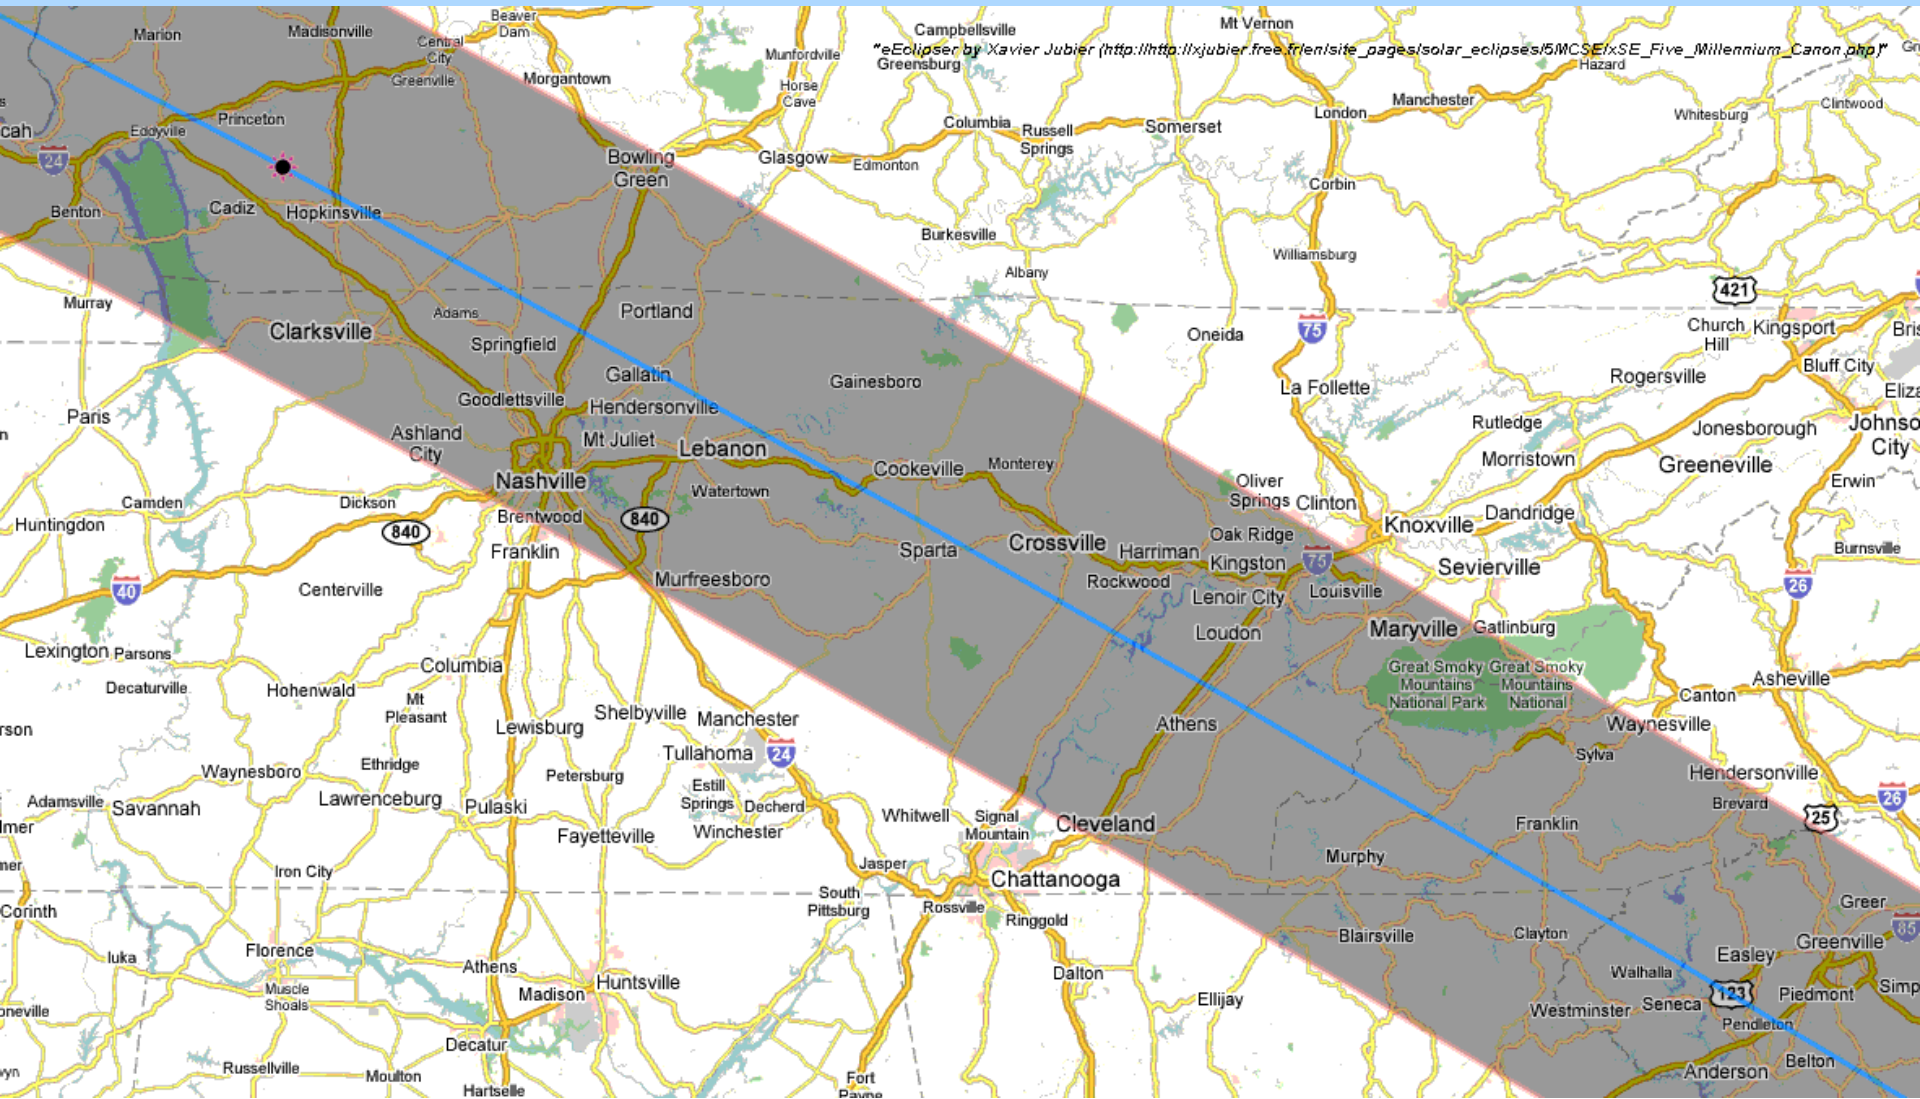 Marion
Madisonville
Central
City
Greenville
Beaver
Dam
Morgantown
Munfordville
Horse
Cave
Campbellsville
"eEclipser by Xavier Jubier (http://http://xjubier.free.fr/en/site_pages/solar_eclipses/5MCSE/xSE_Five_Millennium_Canon.php)"
Greensburg
Mt Vernon
Hazard
Manchester
London
Whitesburg
Clintwood
Princeton
Eddyville
cah
24
Columbia
Russell
Springs
Somerset
Bowling
Green
Glasgow
Edmonton
Corbin
Benton
Cadiz
Hopkinsville
Burkesville
Williamsburg
Albany
421
Murray
Adams
Portland
Clarksville
Springfield
Oneida
75
Church
Hill
Kingsport
Bris
Bluff City
Gallatin
Gainesboro
La Follette
Rogersville
Eliza
Goodlettsville
Hendersonville
Paris
Ashland
City
Mt Juliet
Lebanon
Rutledge
Jonesborough
Johnso
City
Cookeville
Monterey
Morristown
Greeneville
Nashville
Watertown
Oliver
Springs
Clinton
Erwin
Camden
Dickson
Huntingdon
840
Brentwood
840
Knoxville
Dandridge
Franklin
Sparta
Crossville
Harriman
Oak Ridge
Kingston
75
Burnsville
Sevierville
40
Centerville
Murfreesboro
Rockwood
Lenoir City
Louisville
26
Loudon
Maryville
Gatlinburg
Lexington
Parsons
Columbia
Great Smoky
Mountains
National Park
Great Smoky
Mountains
National
Decaturville
Hohenwald
Mt
Pleasant
Asheville
Canton
rson
Lewisburg
Shelbyville
Manchester
Athens
Waynesville
Tullahoma
24
Sylva
Waynesboro
Ethridge
Petersburg
Hendersonville
Estill
Springs
Decherd
Adamsville
Savannah
Lawrenceburg
Pulaski
Brevard
26
25
lmer
Fayetteville
Winchester
Whitwell
Signal
Mountain
Cleveland
Franklin
mer
Iron City
Jasper
Murphy
Chattanooga
South
Pittsburg
Rossville
Ringgold
Corinth
Greer
85
Blairsville
Clayton
Greenville
Iuka
Florence
Athens
Huntsville
Dalton
Easley
Walhalla
Muscle
Shoals
Madison
Ellijay
123
Piedmont
Simp
Westminster
Seneca
Pendleton
ooneville
Decatur
Belton
Anderson
wyn
Russellville
Moulton
Hartselle
Fort
Payne